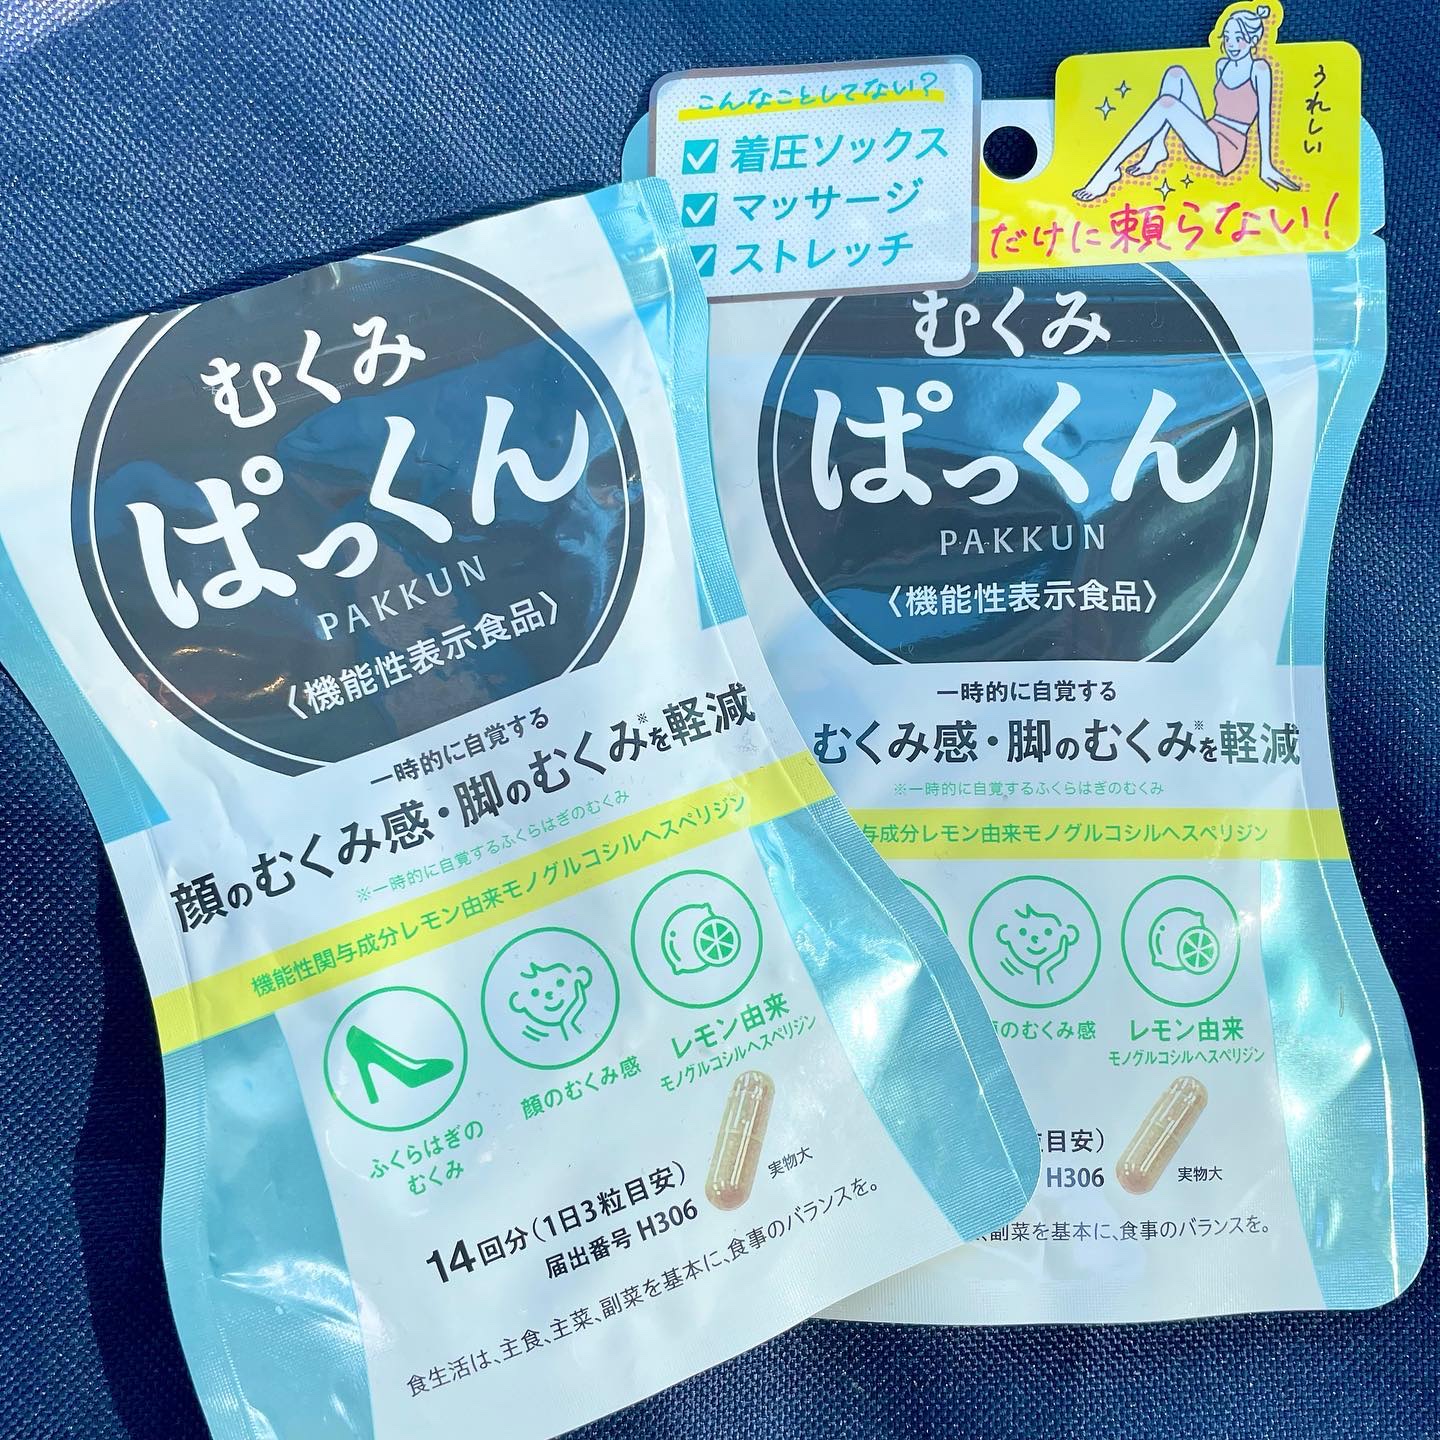 むくみ
ぱっくん
PAKKUN
〈機能性表示食品〉
一時的に自覚する
顔のむくみ感・脚のむくみ※を軽減
※一時的に自覚するふくらはぎのむくみ
機能性関与成分レモン由来モノグルコシルヘスペリジン
ふくらはぎの
むくみ
顔のむくみ感
レモン由来
モノグルコシルヘスペリジン
14回分(1日3粒目安)
届出番号 H306
実物大
食生活は、主食、主菜、副菜を基本に、食事のバランスを。
こんなことしてない?
着圧ソックス
マッサージ
ストレッチ
うれしい
だけに頼らない!
むくみ
ぱっくん
PAKKUN
〈機能性表示食品〉
一時的に自覚する
むくみ感・脚のむくみ※を軽減
※一時的に自覚するふくらはぎのむくみ
与成分レモン由来モノグルコシルヘスペリジン
のむくみ感
レモン由来
モノグルコシルヘスペリジン
目安)
H306
実物大
副菜を基本に、食事のバランスを。